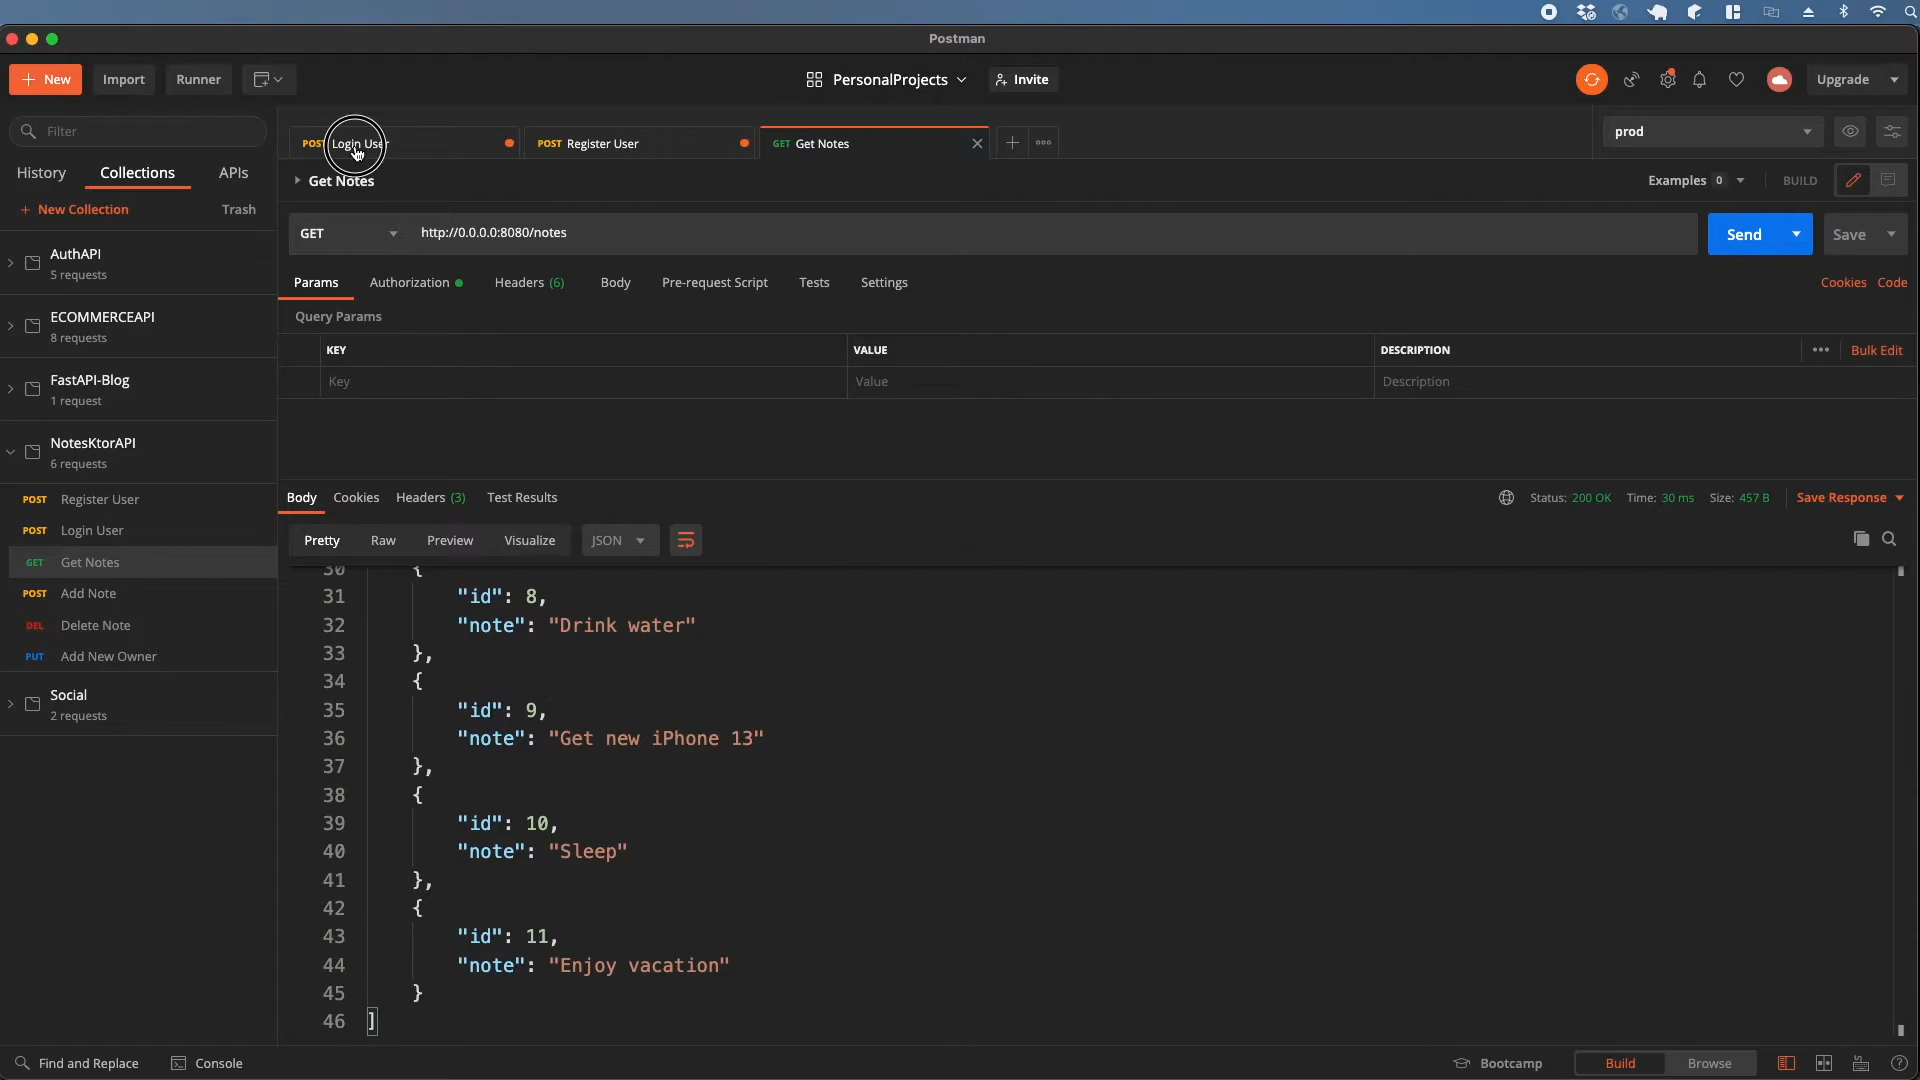 Postman
New
Import
Runner
PersonalProjects
Invite
Upgrade
Filter
POST Login User
POST Register User
GET Get Notes
prod
History
Collections
APIs
Get Notes
Examples 0
BUILD
+ New Collection
Trash
GET
http://0.0.0.0:8080/notes
Send
Save
AuthAPI
5 requests
Params
Authorization
Headers (6)
Body
Pre-request Script
Tests
Settings
Cookies
Code
ECOMMERCEAPI
8 requests
Query Params
KEY
VALUE
DESCRIPTION
Bulk Edit
Key
Value
Description
FastAPI-Blog
1 request
NotesKtorAPI
6 requests
POST Register User
POST Login User
GET Get Notes
POST Add Note
DEL Delete Note
PUT Add New Owner
Social
2 requests
Body
Cookies
Headers (3)
Test Results
Status: 200 OK
Time: 30 ms
Size: 457 B
Save Response
Pretty
Raw
Preview
Visualize
JSON
30 {
31 "id": 8,
32 "note": "Drink water"
33 },
34 {
35 "id": 9,
36 "note": "Get new iPhone 13"
37 },
38 {
39 "id": 10,
40 "note": "Sleep"
41 },
42 {
43 "id": 11,
44 "note": "Enjoy vacation"
45 }
46 ]
Find and Replace
Console
Bootcamp
Build
Browse